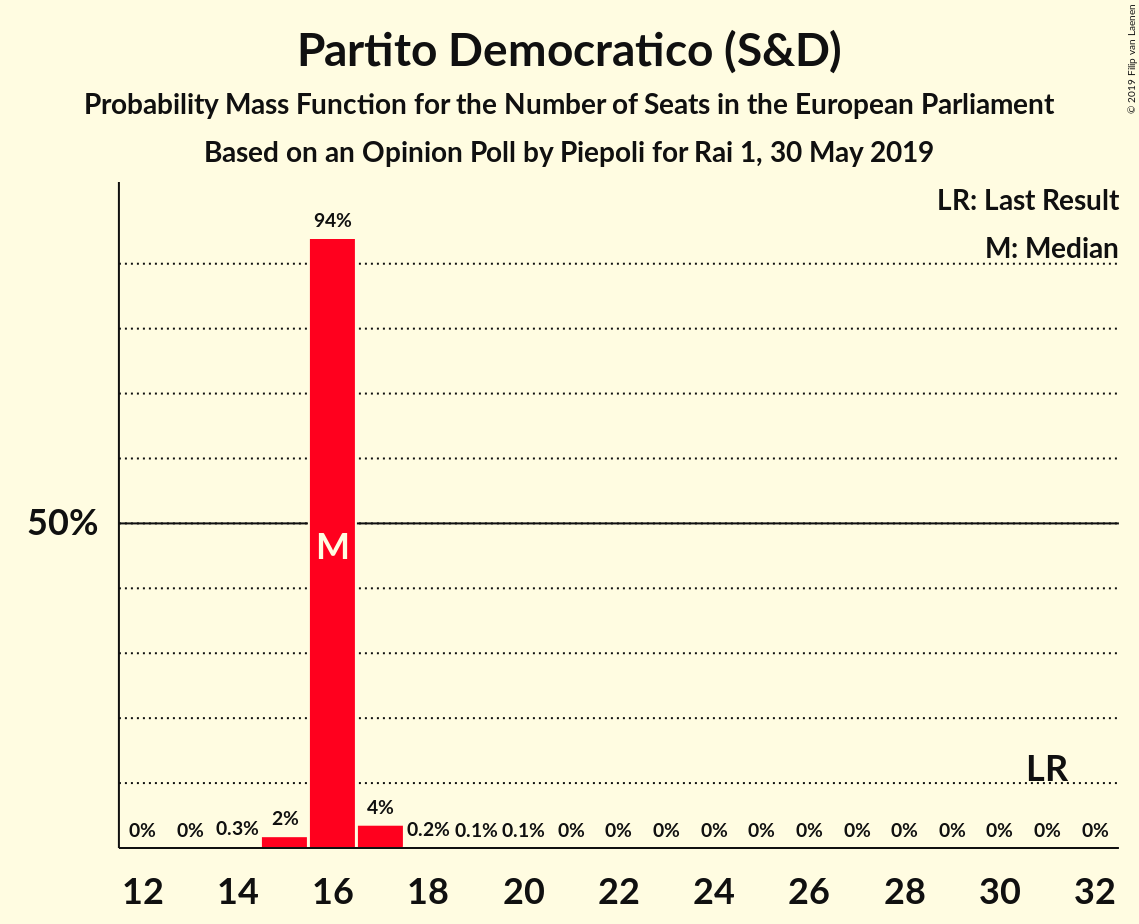 Partito Democratico (S&D)
Probability Mass Function for the Number of Seats in the European Parliament
Based on an Opinion Poll by Piepoli for Rai 1, 30 May 2019
© 2019 Filip van Laenen
LR: Last Result
M: Median
94%
50%
M
LR
0% 0% 0.3% 2% 4% 0.2% 0.1% 0.1% 0% 0% 0% 0% 0% 0% 0% 0% 0% 0% 0% 0%
12 14 16 18 20 22 24 26 28 30 32